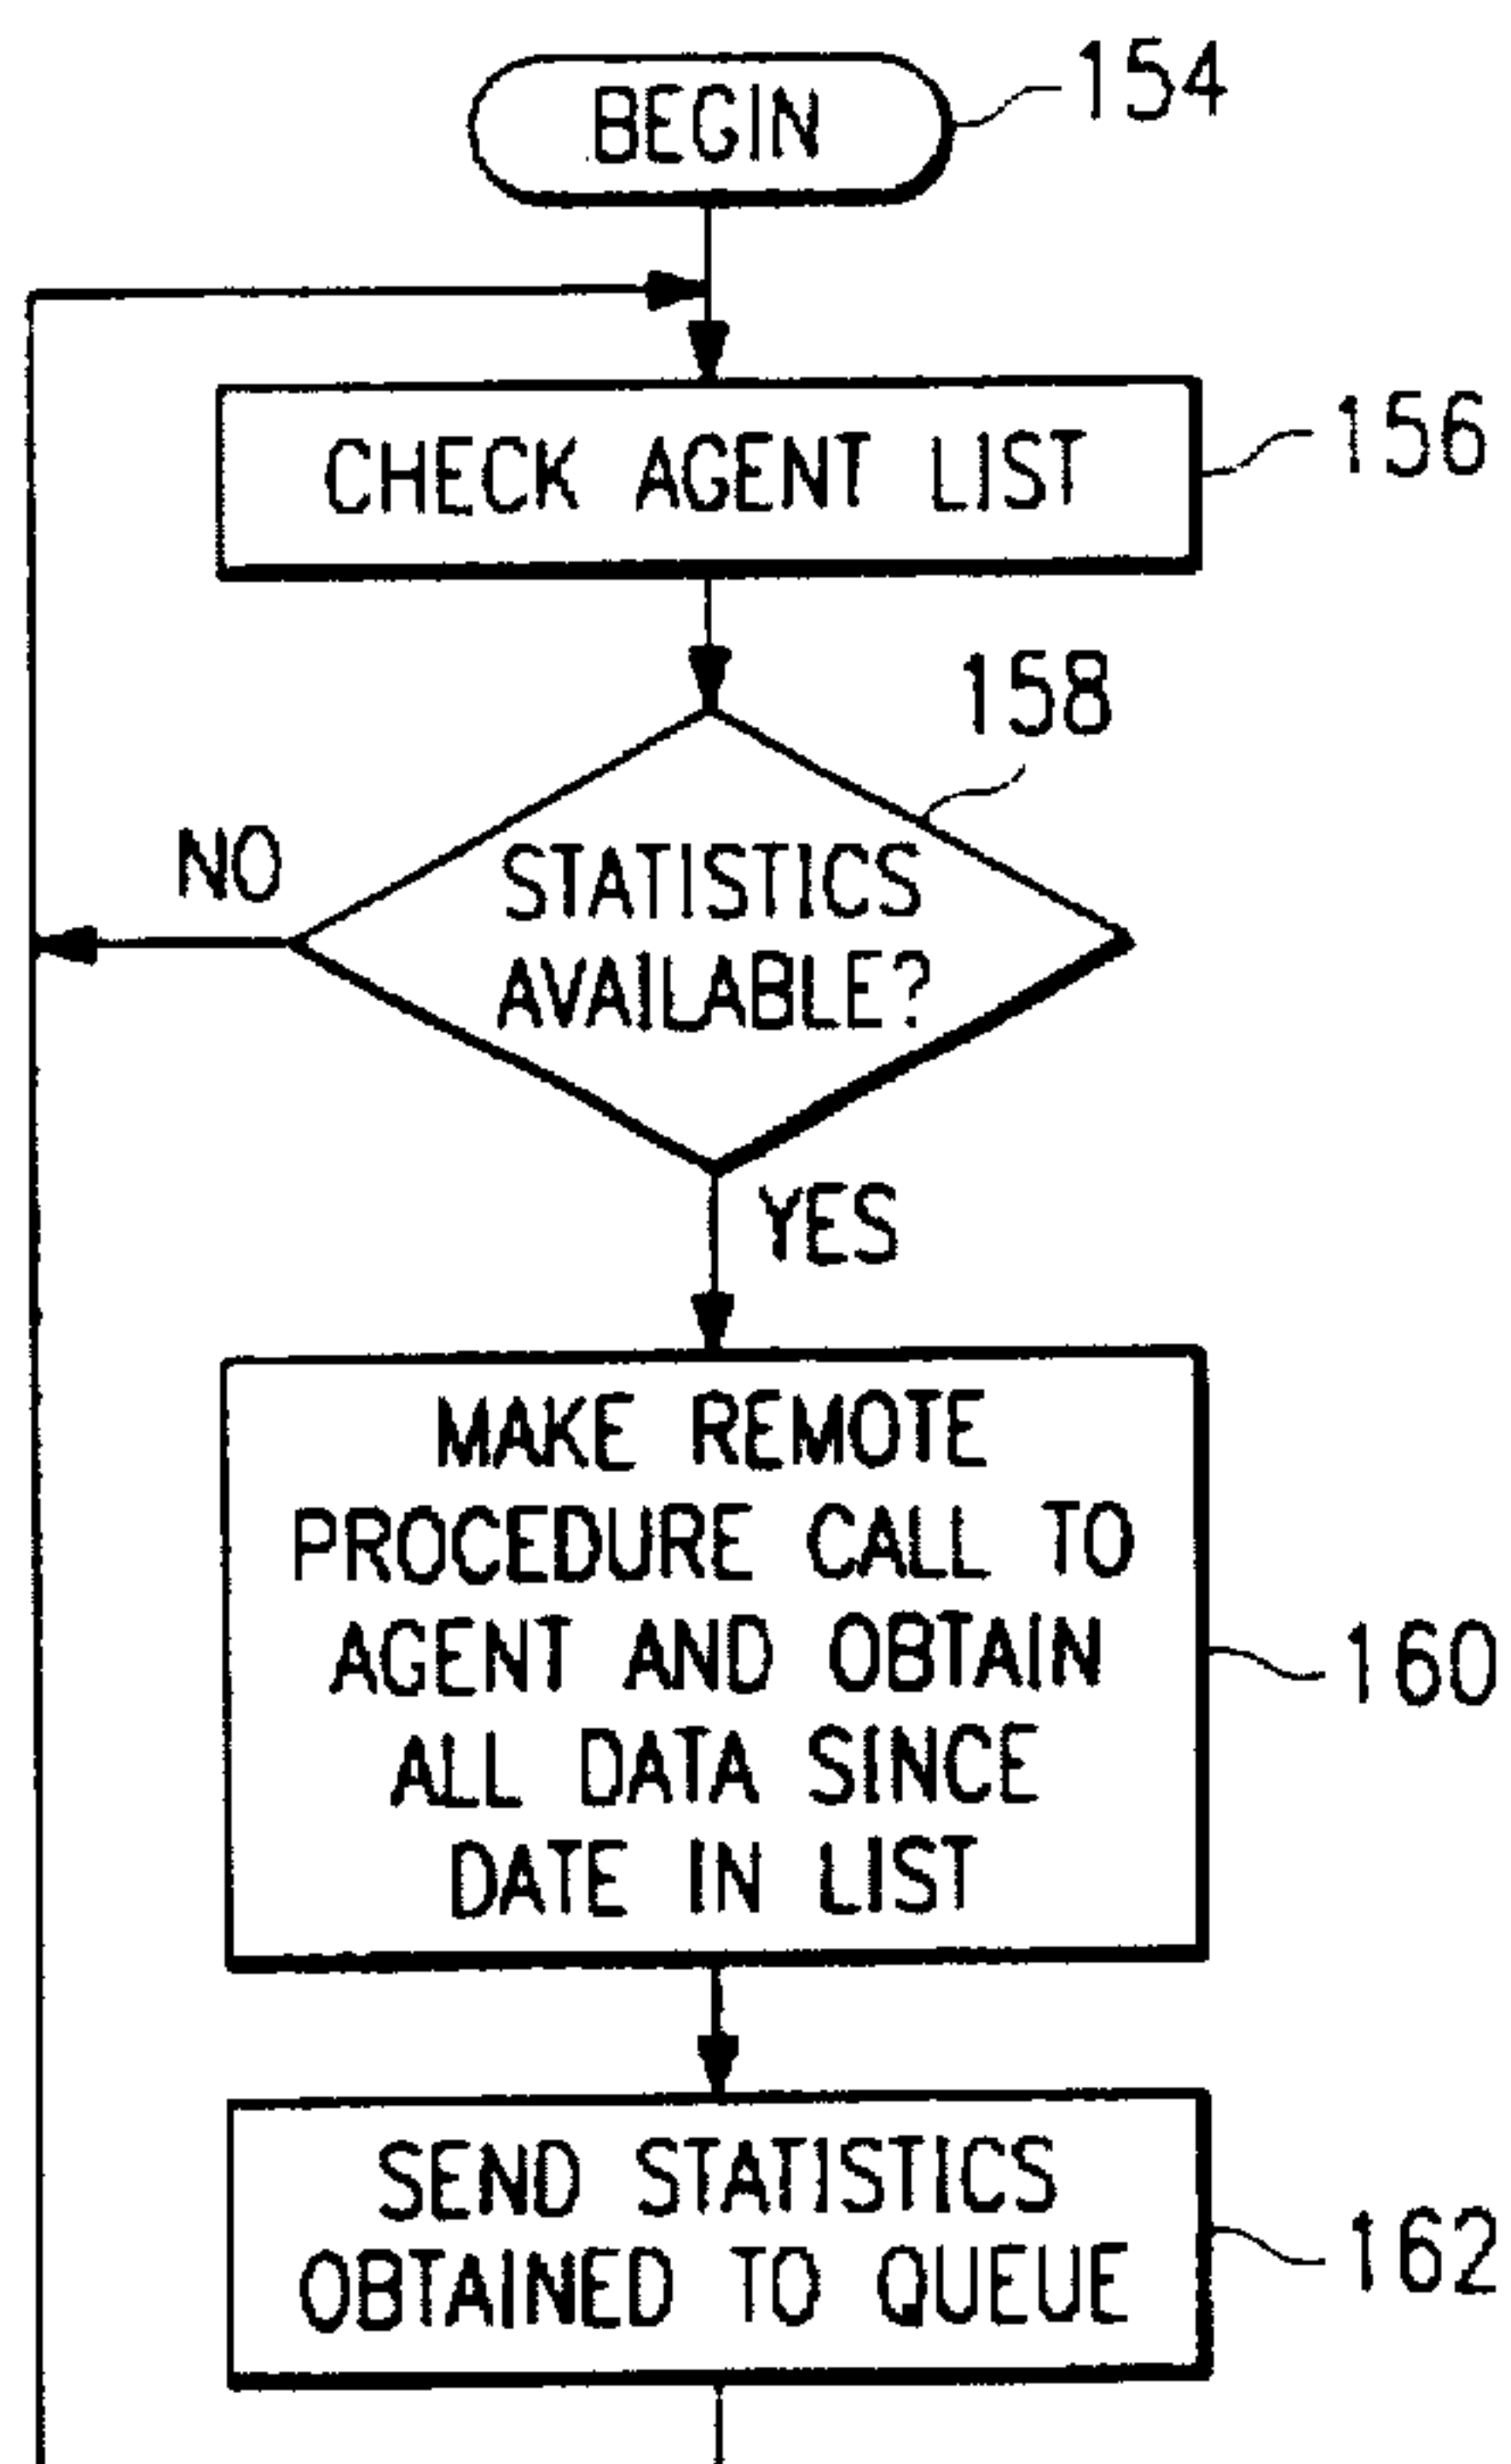 BEGIN
154
CHECK AGENT LIST
156
158
STATISTICS
AVAILABLE?
NO
YES
MAKE REMOTE
PROCEDURE CALL TO
AGENT AND OBTAIN
ALL DATA SINCE
DATE IN LIST
160
SEND STATISTICS
OBTAINED TO QUEUE
162